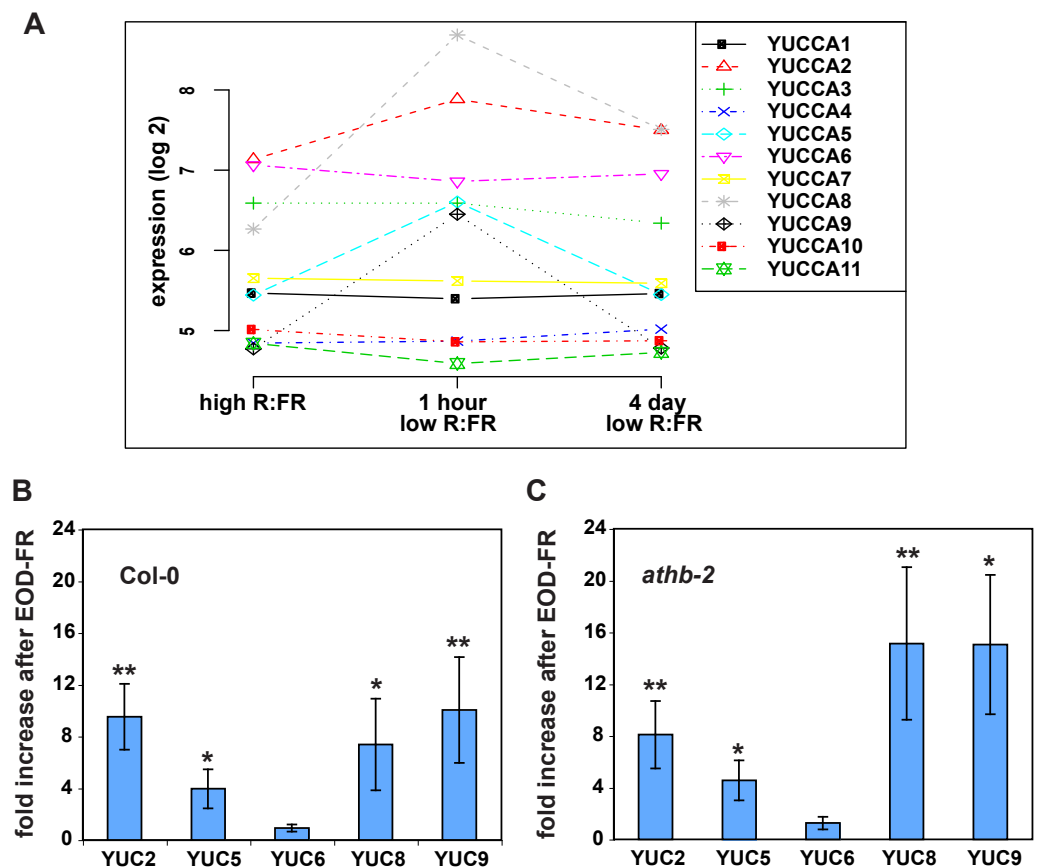 A
expression (log 2)
8
7
6
5
high R:FR
1 hour
low R:FR
4 day
low R:FR
YUCCA1
YUCCA2
YUCCA3
YUCCA4
YUCCA5
YUCCA6
YUCCA7
YUCCA8
YUCCA9
YUCCA10
YUCCA11
B
fold increase after EOD-FR
24
20
16
12
8
4
0
Col-0
**
*
*
**
YUC2 YUC5 YUC6 YUC8 YUC9
C
fold increase after EOD-FR
24
20
16
12
8
4
0
athb-2
**
*
**
*
YUC2 YUC5 YUC6 YUC8 YUC9